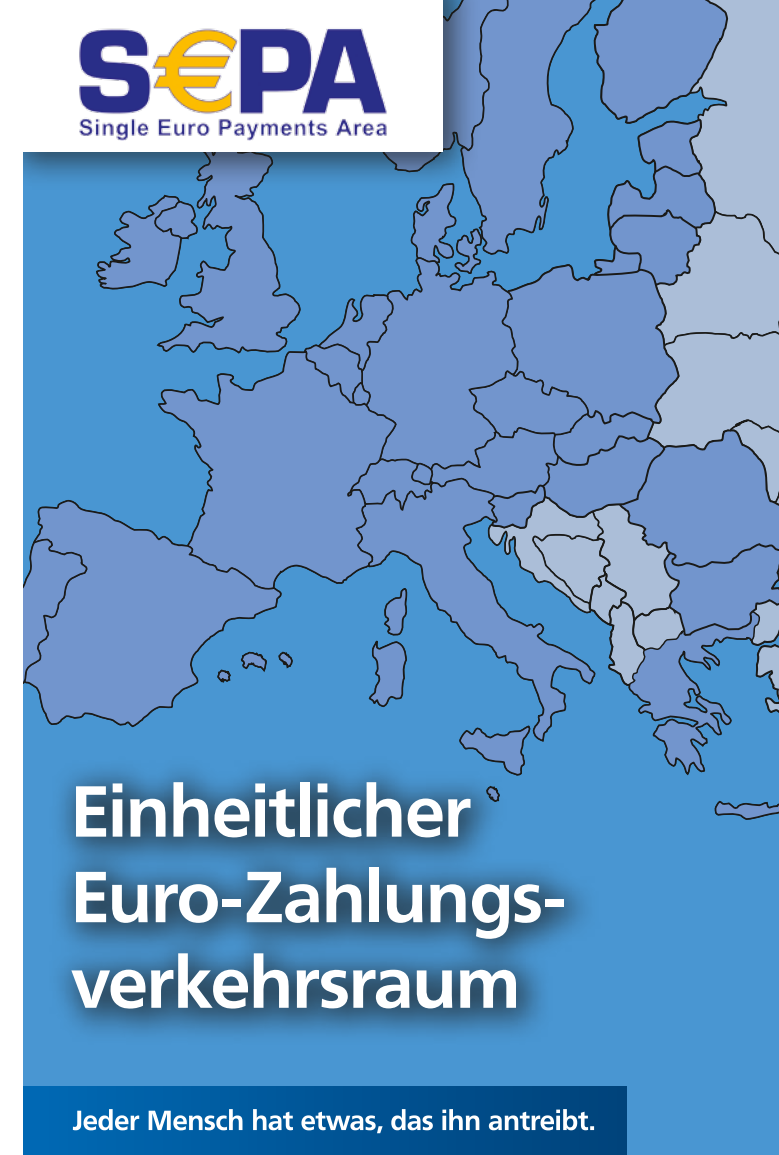 S€PA
Single Euro Payments Area
Einheitlicher
Euro-Zahlungs-
verkehrsraum
Jeder Mensch hat etwas, das ihn antreibt.